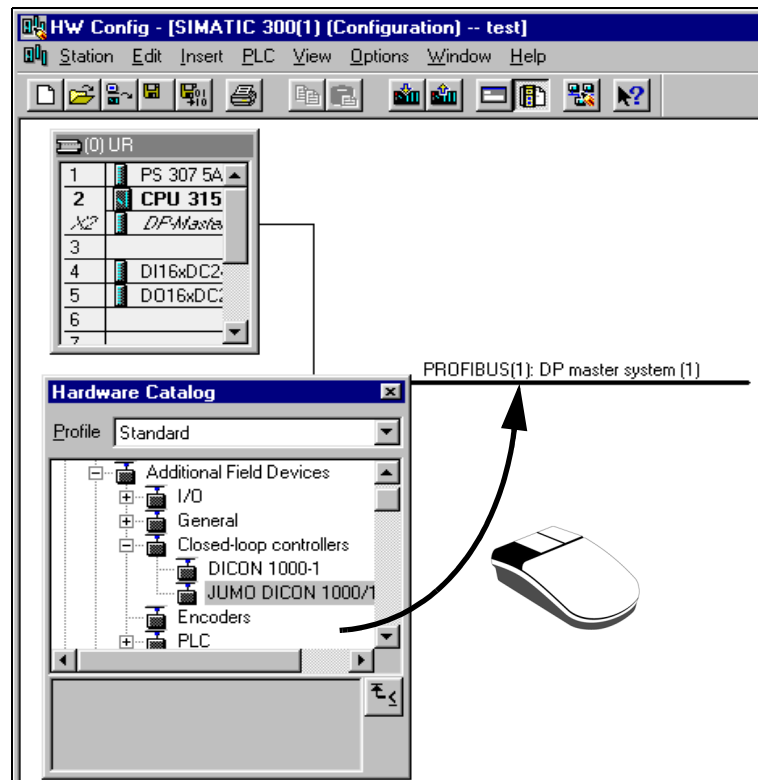 HW Config - [SIMATIC 300(1) (Configuration) -- test]
Station Edit Insert PLC View Options Window Help
(0) UR
1 PS 307 5A
2 CPU 315
X2 DP-Master
3
4 DI16xDC24
5 DO16xDC2
6
7
PROFIBUS(1): DP master system (1)
Hardware Catalog
Profile Standard
Additional Field Devices
I/O
General
Closed-loop controllers
DICON 1000-1
JUMO DICON 1000/1
Encoders
PLC